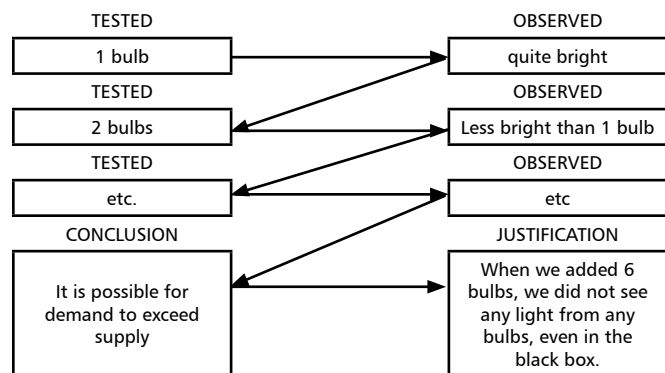 TESTED
OBSERVED
1 bulb
quite bright
TESTED
OBSERVED
2 bulbs
Less bright than 1 bulb
TESTED
OBSERVED
etc.
etc
CONCLUSION
JUSTIFICATION
It is possible for
demand to exceed
supply
When we added 6
bulbs, we did not see
any light from any
bulbs, even in the
black box.